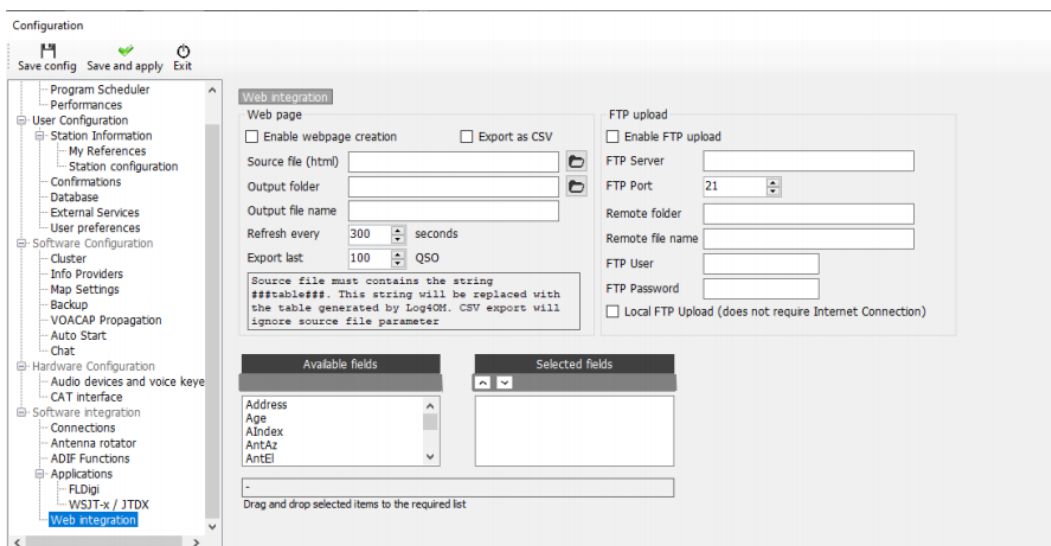 Configuration
Save config Save and apply Exit
Program Scheduler
Performances
User Configuration
Station Information
My References
Station configuration
Confirmations
Database
External Services
User preferences
Software Configuration
Cluster
Info Providers
Map Settings
Backup
VOACAP Propagation
Auto Start
Chat
Hardware Configuration
Audio devices and voice keye
CAT interface
Software integration
Connections
Antenna rotator
ADIF Functions
Applications
FLDigi
WSJT-x / JTDX
Web integration
Web integration
Web page
Enable webpage creation Export as CSV
Source file (html)
Output folder
Output file name
Refresh every 300 seconds
Export last 100 QSO
Source file must contains the string
###table###. This string will be replaced with
the table generated by Log4OM. CSV export will
ignore source file parameter
FTP upload
Enable FTP upload
FTP Server
FTP Port 21
Remote folder
Remote file name
FTP User
FTP Password
Local FTP Upload (does not require Internet Connection)
Available fields
Address
Age
AIndex
AntAz
AntEl
Selected fields
-
Drag and drop selected items to the required list